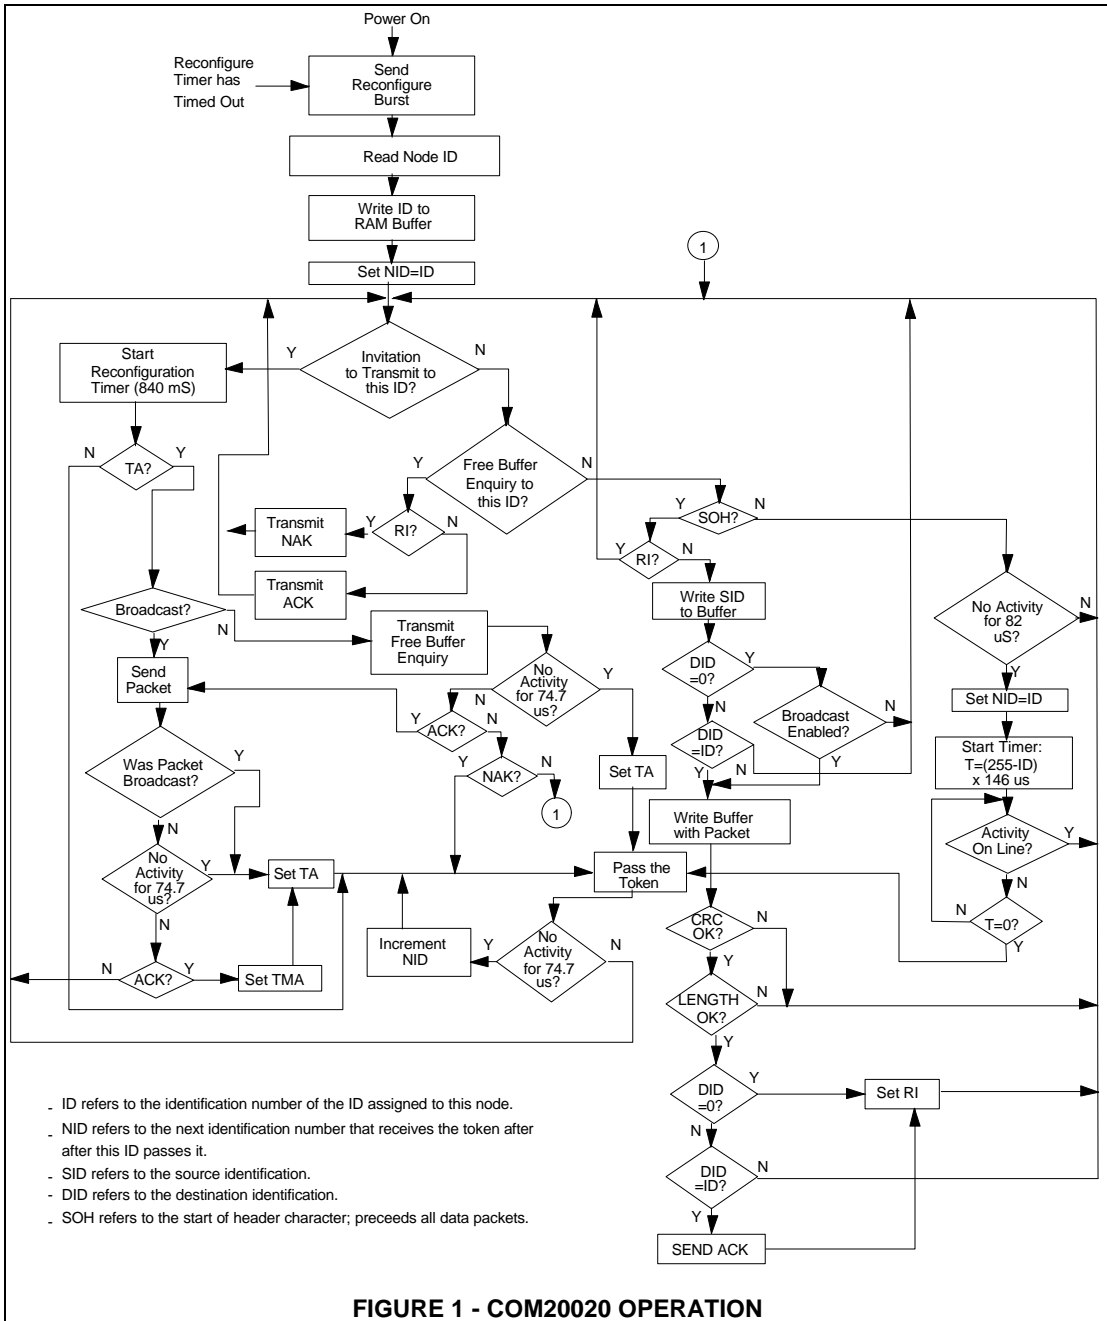 Power On
Reconfigure
Timer has
Timed Out
Send
Reconfigure
Burst
Read Node ID
Write ID to
RAM Buffer
Set NID=ID
1
Y
Invitation
to Transmit to
this ID?
N
Start
Reconfiguration
Timer (840 mS)
N
TA?
Y
Y
Free Buffer
Enquiry to
this ID?
N
Transmit
NAK
Y
RI?
N
Transmit
ACK
Y
SOH?
N
Y
RI?
N
Write SID
to Buffer
No Activity
for 82
uS?
N
Y
Broadcast?
N
Y
Transmit
Free Buffer
Enquiry
No
Activity
for 74.7
us?
Y
N
DID
=0?
Y
N
Send
Packet
Set NID=ID
Broadcast
Enabled?
N
Y
ACK?
N
Y
DID
=ID?
N
Y
Start Timer:
T=(255-ID)
x 146 us
Was Packet
Broadcast?
Y
N
NAK?
N
Y
1
Set TA
Write Buffer
with Packet
Activity
On Line?
Y
N
No
Activity
for 74.7
us?
Y
N
Set TA
Pass the
Token
N
T=0?
Y
CRC
OK?
N
Y
Increment
NID
Y
No
Activity
for 74.7
us?
N
N
ACK?
Y
Set TMA
LENGTH
OK?
N
Y
DID
=0?
Y
N
Set RI
DID
=ID?
N
Y
SEND ACK
- ID refers to the identification number of the ID assigned to this node.
- NID refers to the next identification number that receives the token after
after this ID passes it.
- SID refers to the source identification.
- DID refers to the destination identification.
- SOH refers to the start of header character; preceeds all data packets.
FIGURE 1 - COM20020 OPERATION